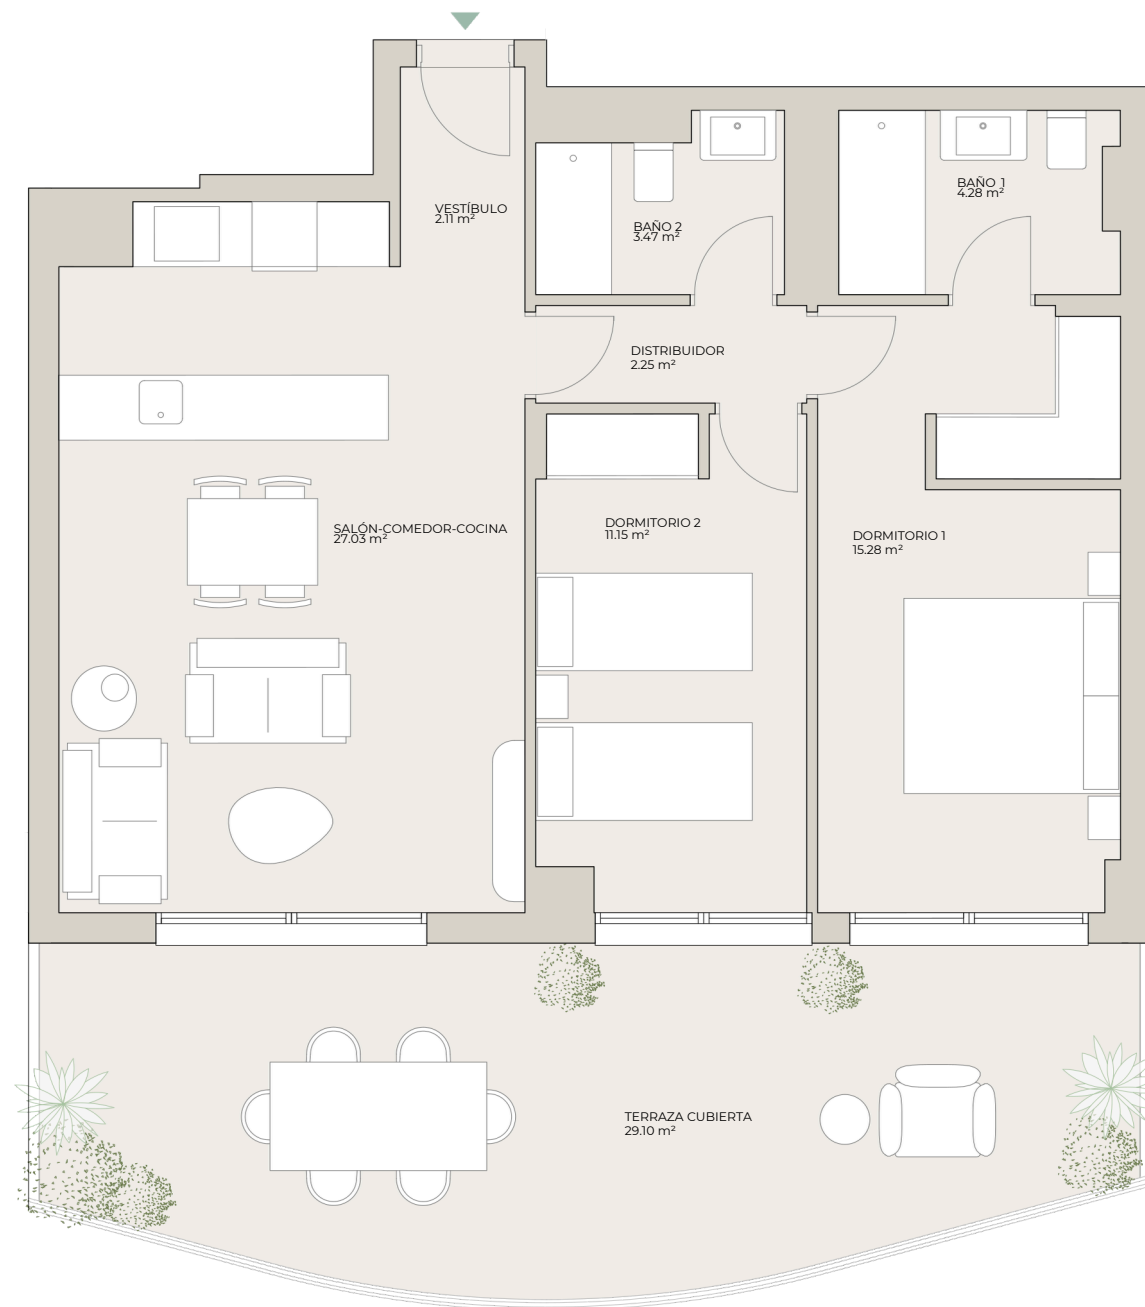 VESTÍBULO
2.11 m²
BAÑO 2
3.47 m²
BAÑO 1
4.28 m²
DISTRIBUIDOR
2.25 m²
SALÓN-COMEDOR-COCINA
27.03 m²
DORMITORIO 2
11.15 m²
DORMITORIO 1
15.28 m²
TERRAZA CUBIERTA
29.10 m²